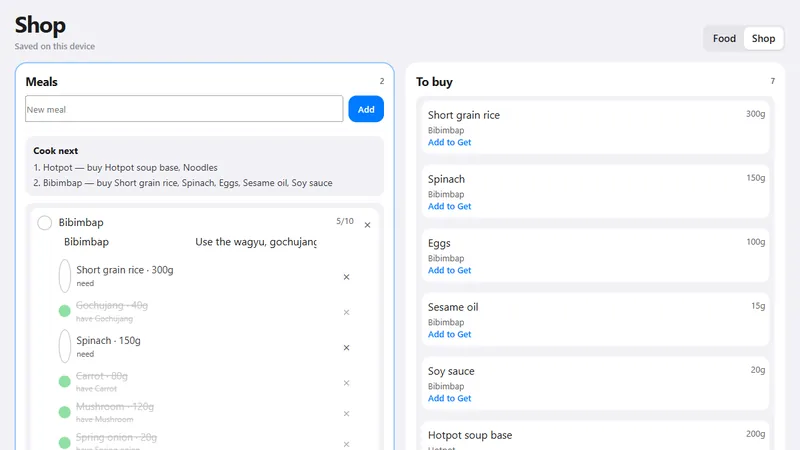 Shop
Saved on this device
Food
Shop
Meals
2
New meal
Add
Cook next
1. Hotpot — buy Hotpot soup base, Noodles
2. Bibimbap — buy Short grain rice, Spinach, Eggs, Sesame oil, Soy sauce
Bibimbap
5/10
×
Bibimbap
Use the wagyu, gochujang
Short grain rice · 300g
need
×
Gochujang · 40g
have Gochujang
×
Spinach · 150g
need
×
Carrot · 80g
have Carrot
×
Mushroom · 120g
have Mushroom
×
Spring onion · 20g
have Spring onion
×
To buy
7
Short grain rice
300g
Bibimbap
Add to Get
Spinach
150g
Bibimbap
Add to Get
Eggs
100g
Bibimbap
Add to Get
Sesame oil
15g
Bibimbap
Add to Get
Soy sauce
20g
Bibimbap
Add to Get
Hotpot soup base
200g
Hotpot